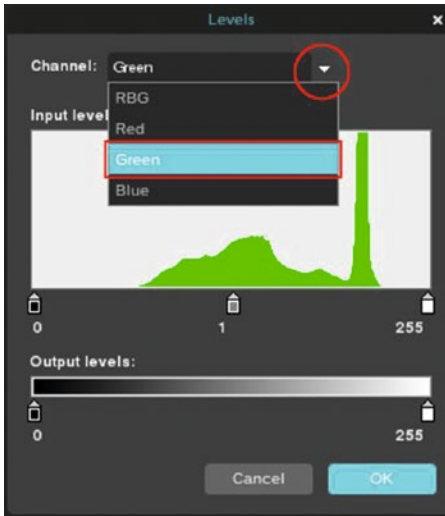 Levels ×
Channel: Green
RBG
Input level
Red
Green
Blue
0 1 255
Output levels:
0 255
Cancel OK